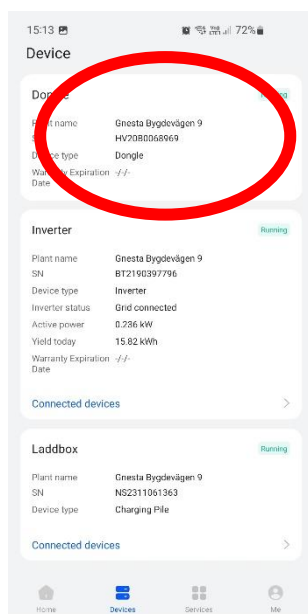 15:13 72%
Device
Plant name Gnesta Bygdevägen 9
HV20B0068969
Device type Dongle
Warranty Expiration -/-/-
Date
Inverter Running
Plant name Gnesta Bygdevägen 9
SN BT2190397796
Device type Inverter
Inverter status Grid connected
Active power 0.236 kW
Yield today 15.82 kWh
Warranty Expiration -/-/-
Date
Connected devices
Laddbox Running
Plant name Gnesta Bygdevägen 9
SN NS2311061363
Device type Charging Pile
Connected devices
Home Devices Services Me